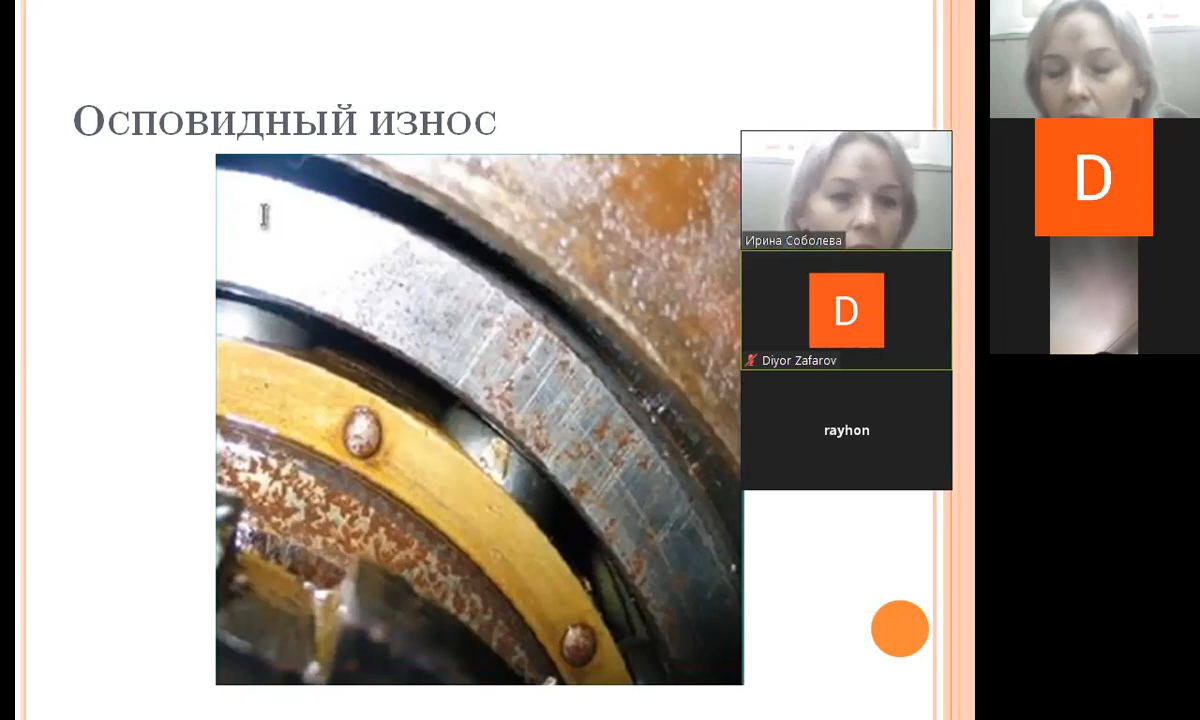 Осповидный износ
Ирина Соболева
D
Diyor Zafarov
rayhon
D